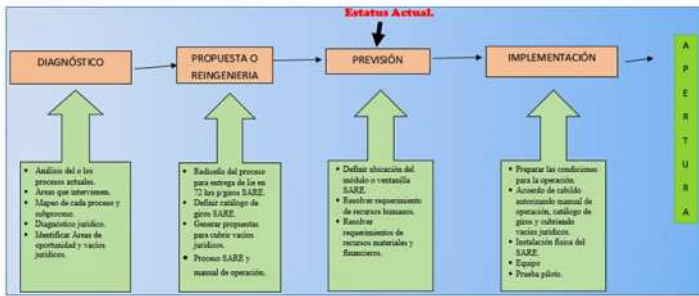 Estatus Actual.
DIAGNÓSTICO
PROPUESTA O
REINGENIERIA
PREVISIÓN
IMPLEMENTACIÓN
A
P
E
R
T
U
R
A
• Análisis del o los
procesos actuales.
• Áreas que intervienen.
• Mapeo de cada proceso y
subproceso.
• Diagnóstico jurídico.
• Identificar Áreas de
oportunidad y vacíos
jurídicos.
• Rediseño del proceso
para entrega de lic en
72 hrs p/giros SARE.
• Definir catálogo de
giros SARE.
• Generar propuestas
para cubrir vacíos
jurídicos.
• Proceso SARE y
manual de operación.
• Definir ubicación del
módulo o ventanilla
SARE.
• Resolver requerimiento
de recursos humanos.
• Resolver
requerimientos de
recursos materiales y
financieros.
• Preparar las condiciones
para la operación.
• Acuerdo de cabildo
autorizando manual de
operación, catálogo de
giros y cubriendo
vacíos jurídicos.
• Instalación física del
SARE.
• Equipo
• Prueba piloto.